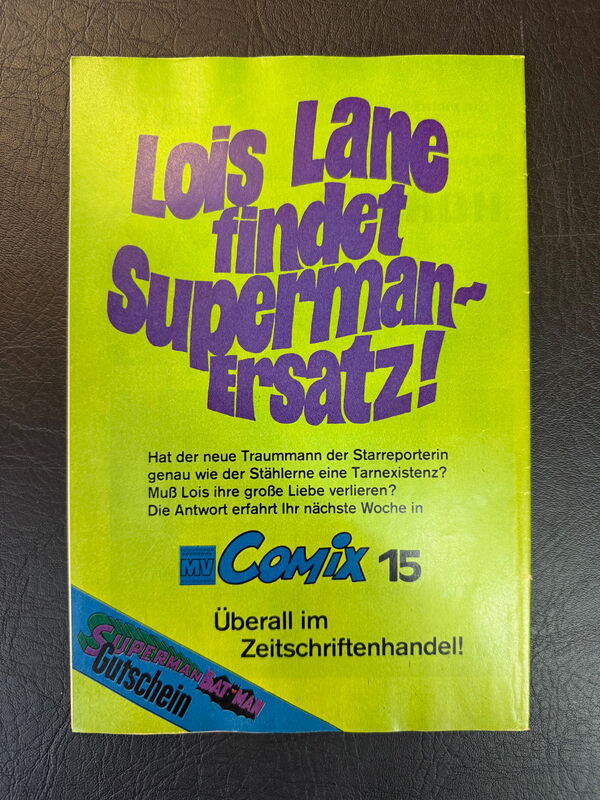 Lois Lane
findet
Superman-
Ersatz!
Hat der neue Traummann der Starreporterin
genau wie der Stählerne eine Tarnexistenz?
Muß Lois ihre große Liebe verlieren?
Die Antwort erfahrt Ihr nächste Woche in
MV Comix 15
Überall im
Zeitschriftenhandel!
SUPERMAN BATMAN
Gutschein